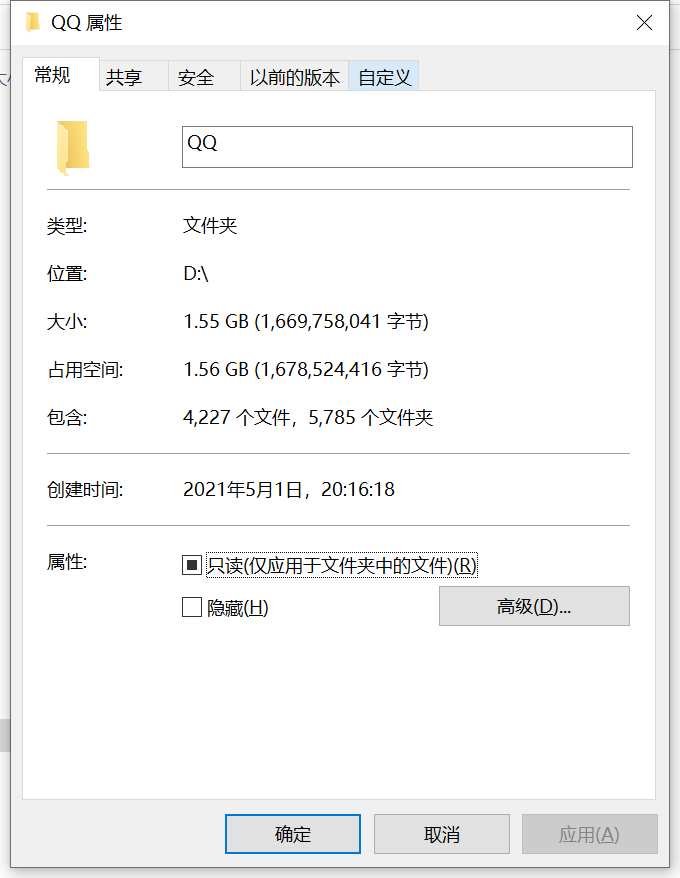 QQ 属性
常规 共享 安全 以前的版本 自定义
QQ
类型: 文件夹
位置: D:\
大小: 1.55 GB (1,669,758,041 字节)
占用空间: 1.56 GB (1,678,524,416 字节)
包含: 4,227 个文件，5,785 个文件夹
创建时间: 2021年5月1日，20:16:18
属性: 只读(仅应用于文件夹中的文件)(R)
隐藏(H) 高级(D)...
确定 取消 应用(A)